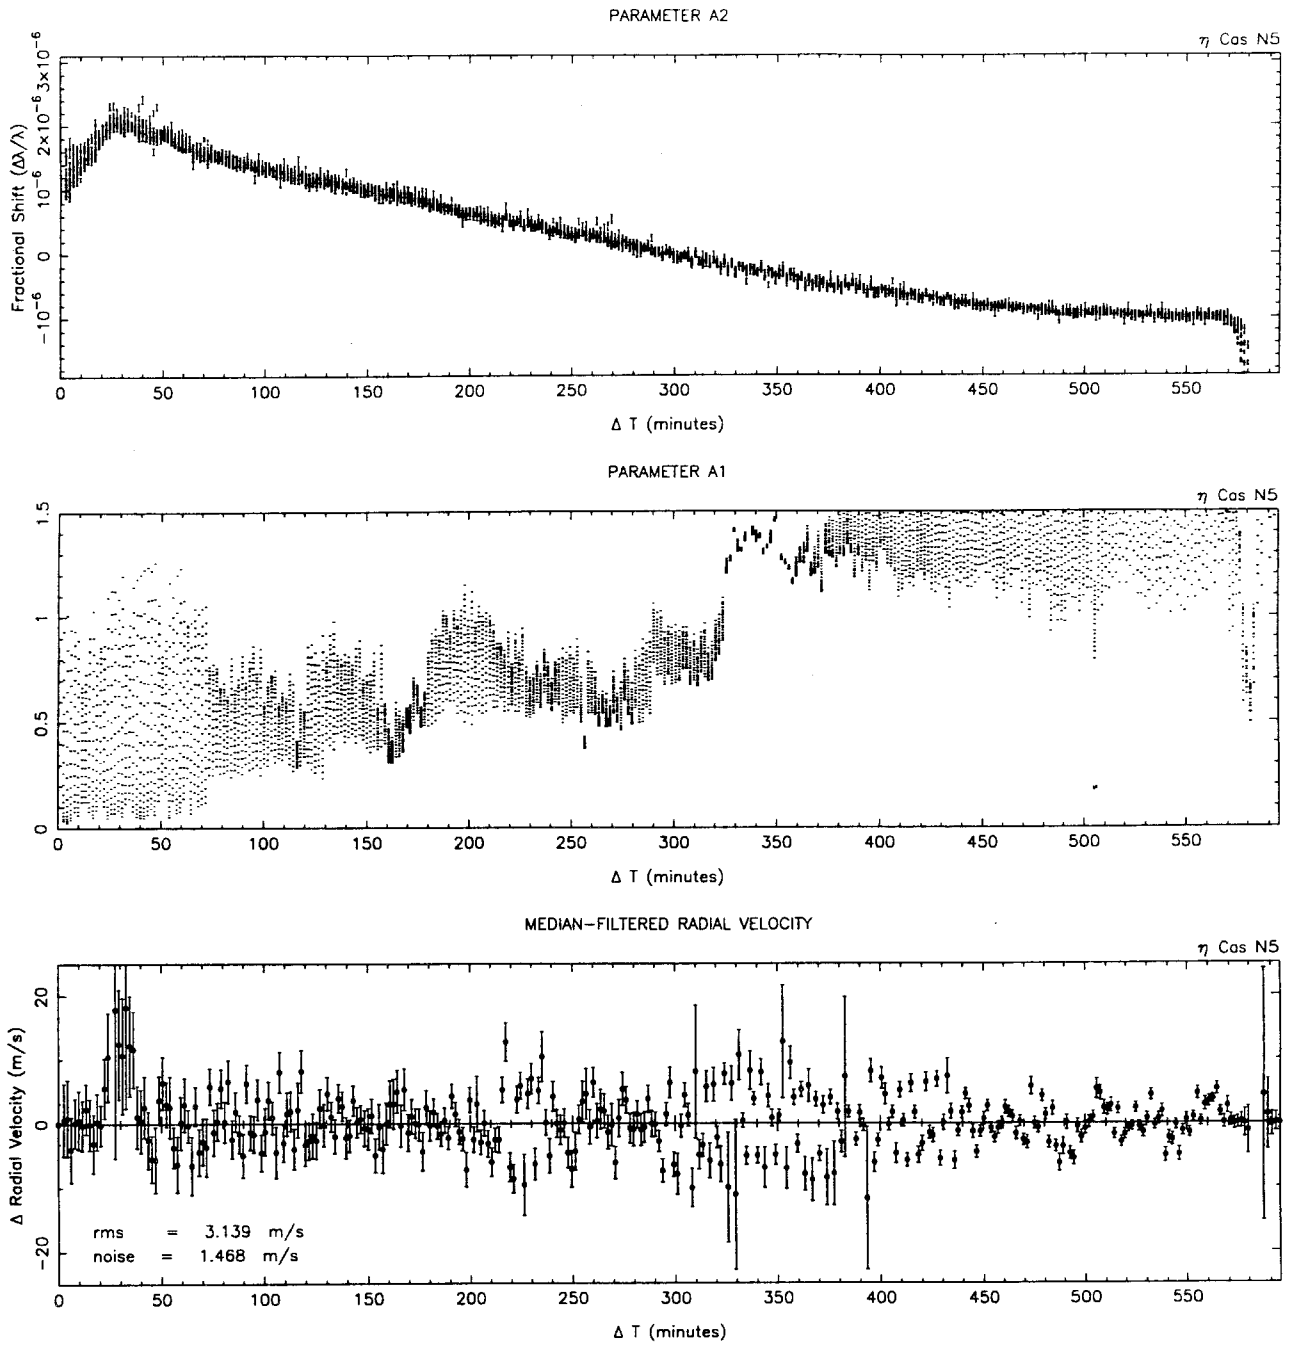 PARAMETER A2
η Cas N5
Fractional Shift (Δλ/λ)
3×10⁻⁶
2×10⁻⁶
10⁻⁶
0
−10⁻⁶
0 50 100 150 200 250 300 350 400 450 500 550
Δ T (minutes)
PARAMETER A1
η Cas N5
1.5
1
0.5
0
0 50 100 150 200 250 300 350 400 450 500 550
Δ T (minutes)
MEDIAN−FILTERED RADIAL VELOCITY
η Cas N5
Δ Radial Velocity (m/s)
20
0
−20
rms = 3.139 m/s
noise = 1.468 m/s
0 50 100 150 200 250 300 350 400 450 500 550
Δ T (minutes)